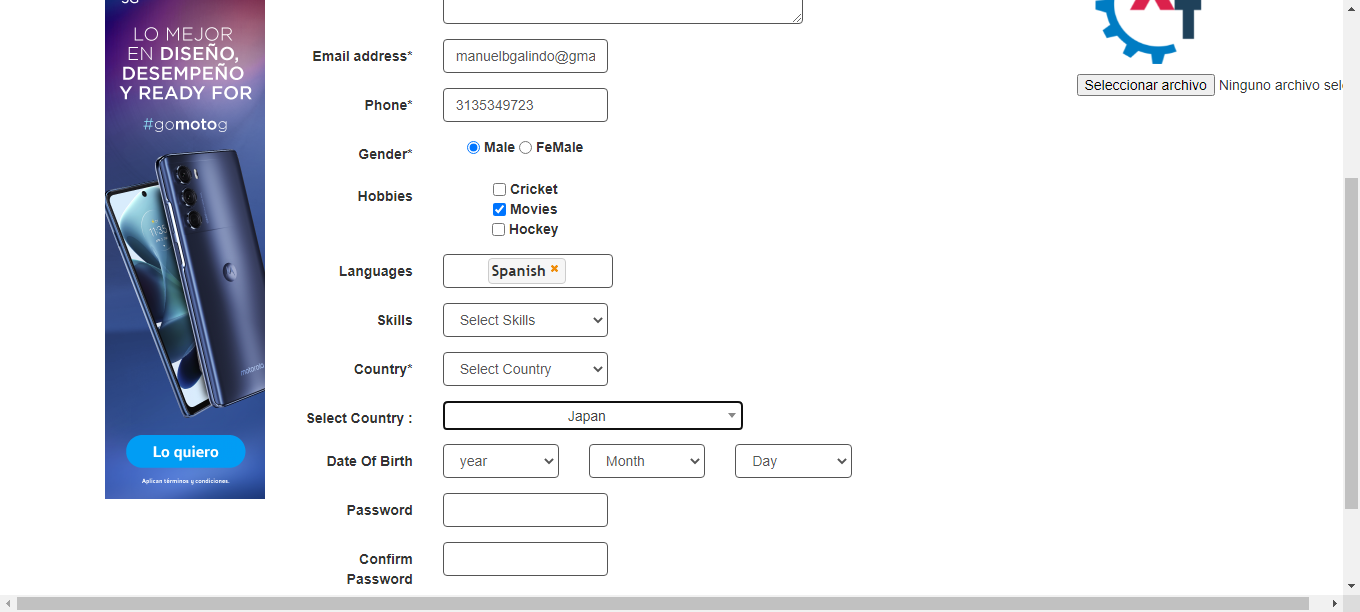 LO MEJOR
EN DISEÑO,
DESEMPEÑO
Y READY FOR
#gomotog
11:35
motorola
Lo quiero
Aplican términos y condiciones.
Email address*
manuelbgalindo@gma
Phone*
3135349723
Gender*
Male FeMale
Hobbies
Cricket
Movies
Hockey
Languages
Spanish
Skills
Select Skills
Country*
Select Country
Select Country :
Japan
Date Of Birth
year Month Day
Password
Confirm
Password
Seleccionar archivo Ninguno archivo sel